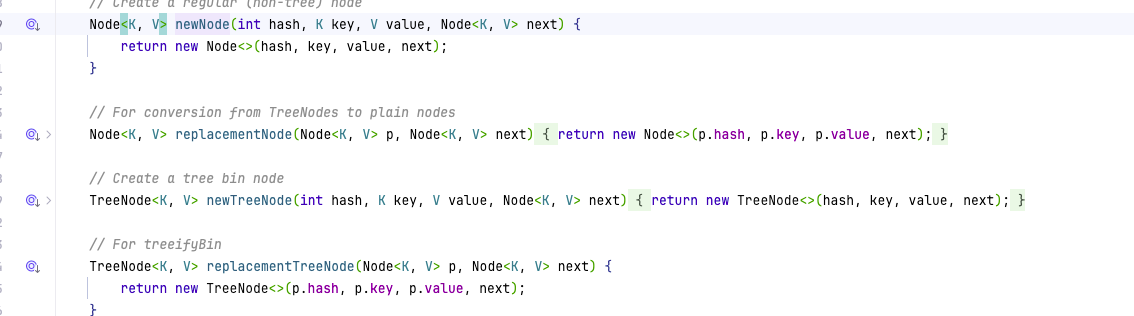 // Create a regular (non-tree) node
Node<K, V> newNode(int hash, K key, V value, Node<K, V> next) {
return new Node<>(hash, key, value, next);
}
// For conversion from TreeNodes to plain nodes
Node<K, V> replacementNode(Node<K, V> p, Node<K, V> next) { return new Node<>(p.hash, p.key, p.value, next); }
// Create a tree bin node
TreeNode<K, V> newTreeNode(int hash, K key, V value, Node<K, V> next) { return new TreeNode<>(hash, key, value, next); }
// For treeifyBin
TreeNode<K, V> replacementTreeNode(Node<K, V> p, Node<K, V> next) {
return new TreeNode<>(p.hash, p.key, p.value, next);
}